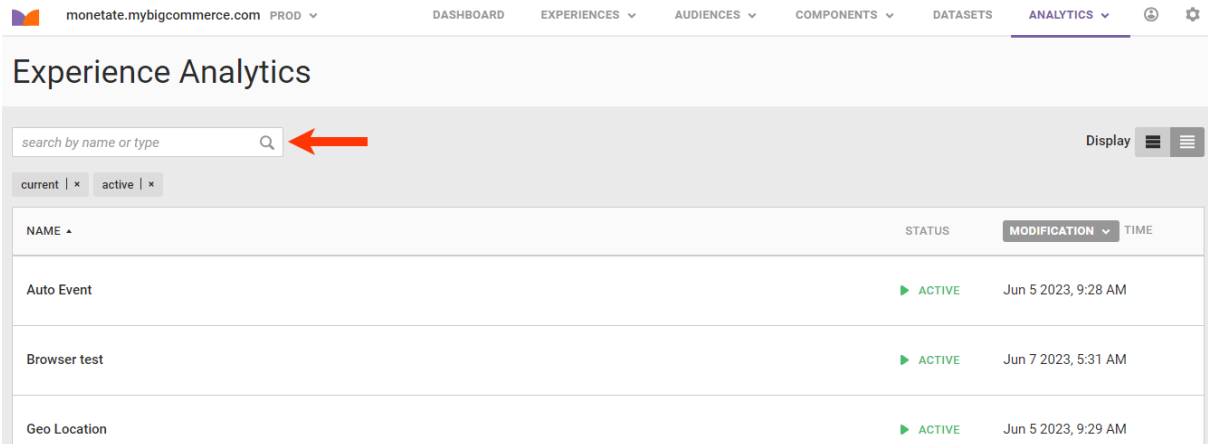 monetate.mybigcommerce.com PROD DASHBOARD EXPERIENCES AUDIENCES COMPONENTS DATASETS ANALYTICS
Experience Analytics
search by name or type Display
current | × active | ×
NAME STATUS MODIFICATION TIME
Auto Event ACTIVE Jun 5 2023, 9:28 AM
Browser test ACTIVE Jun 7 2023, 5:31 AM
Geo Location ACTIVE Jun 5 2023, 9:29 AM